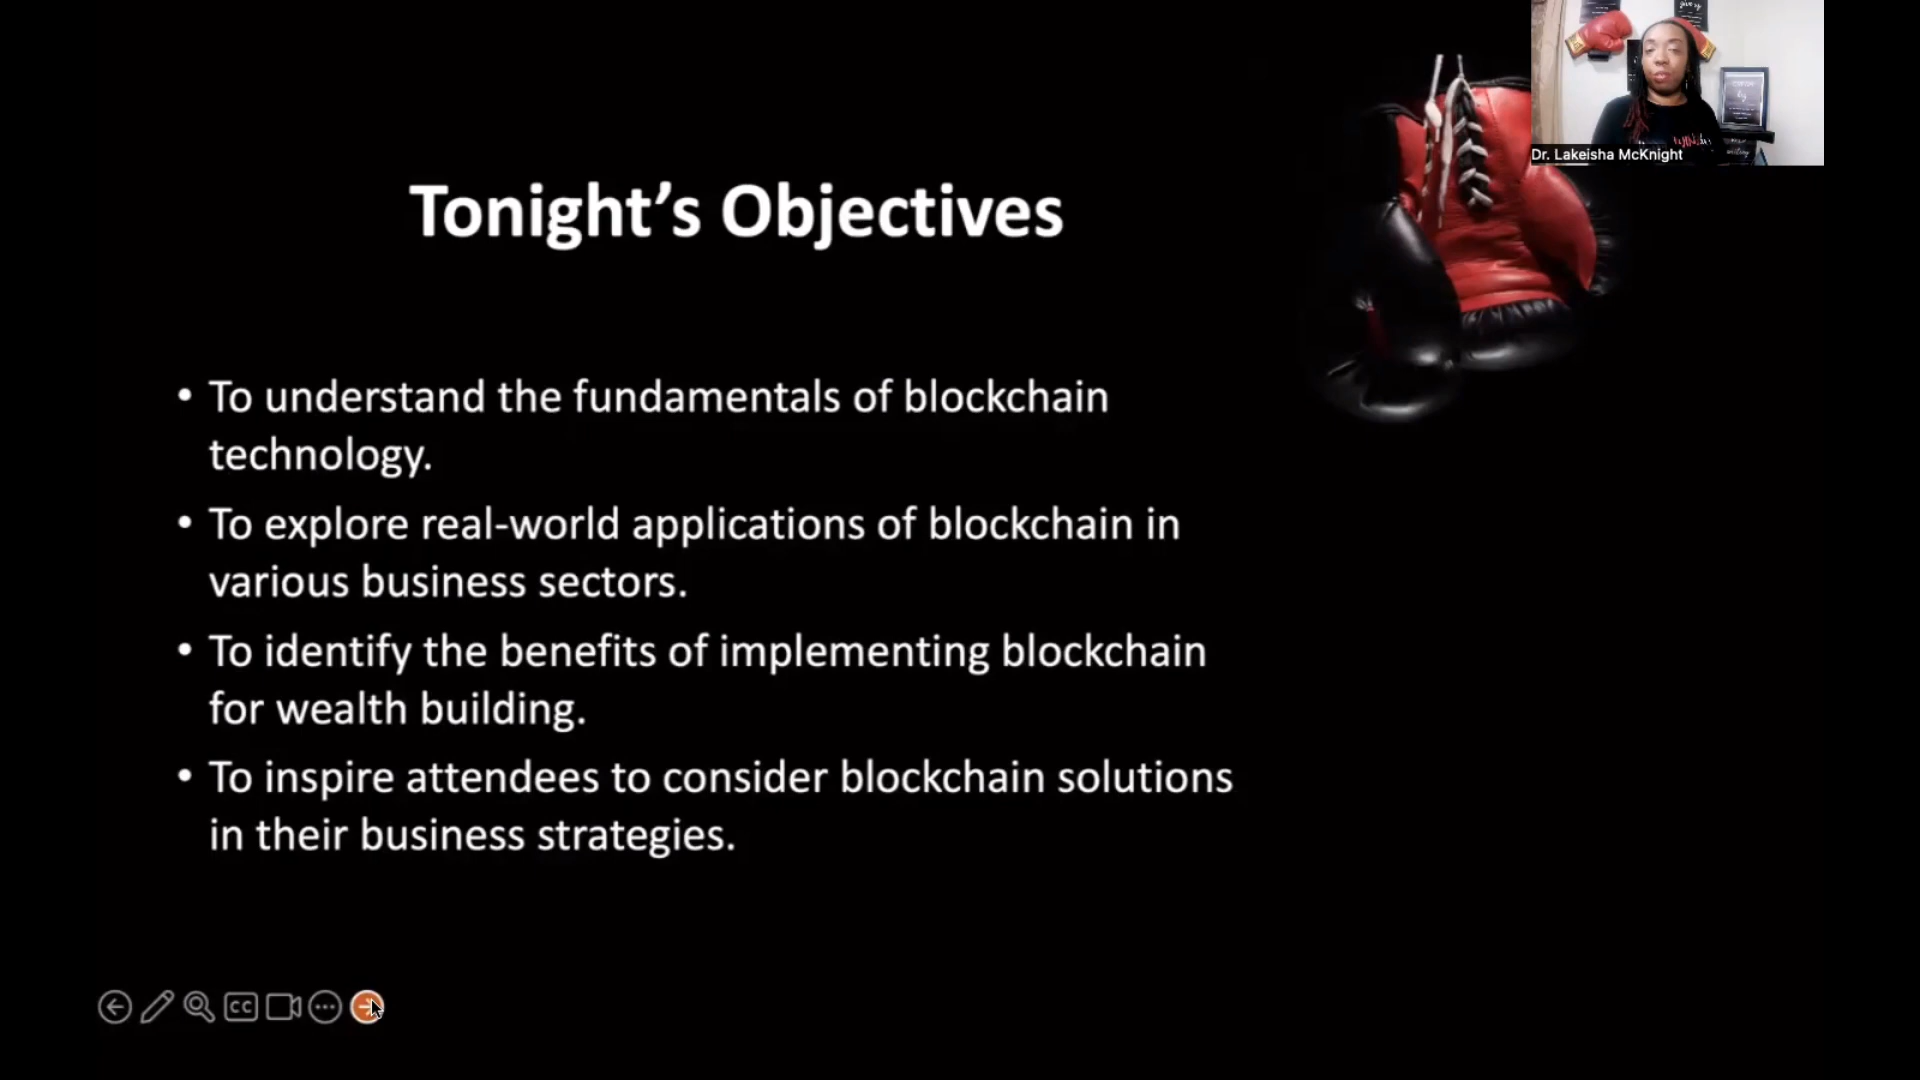 Tonight’s Objectives
• To understand the fundamentals of blockchain
technology.
• To explore real-world applications of blockchain in
various business sectors.
• To identify the benefits of implementing blockchain
for wealth building.
• To inspire attendees to consider blockchain solutions
in their business strategies.
Dr. Lakeisha McKnight
CC